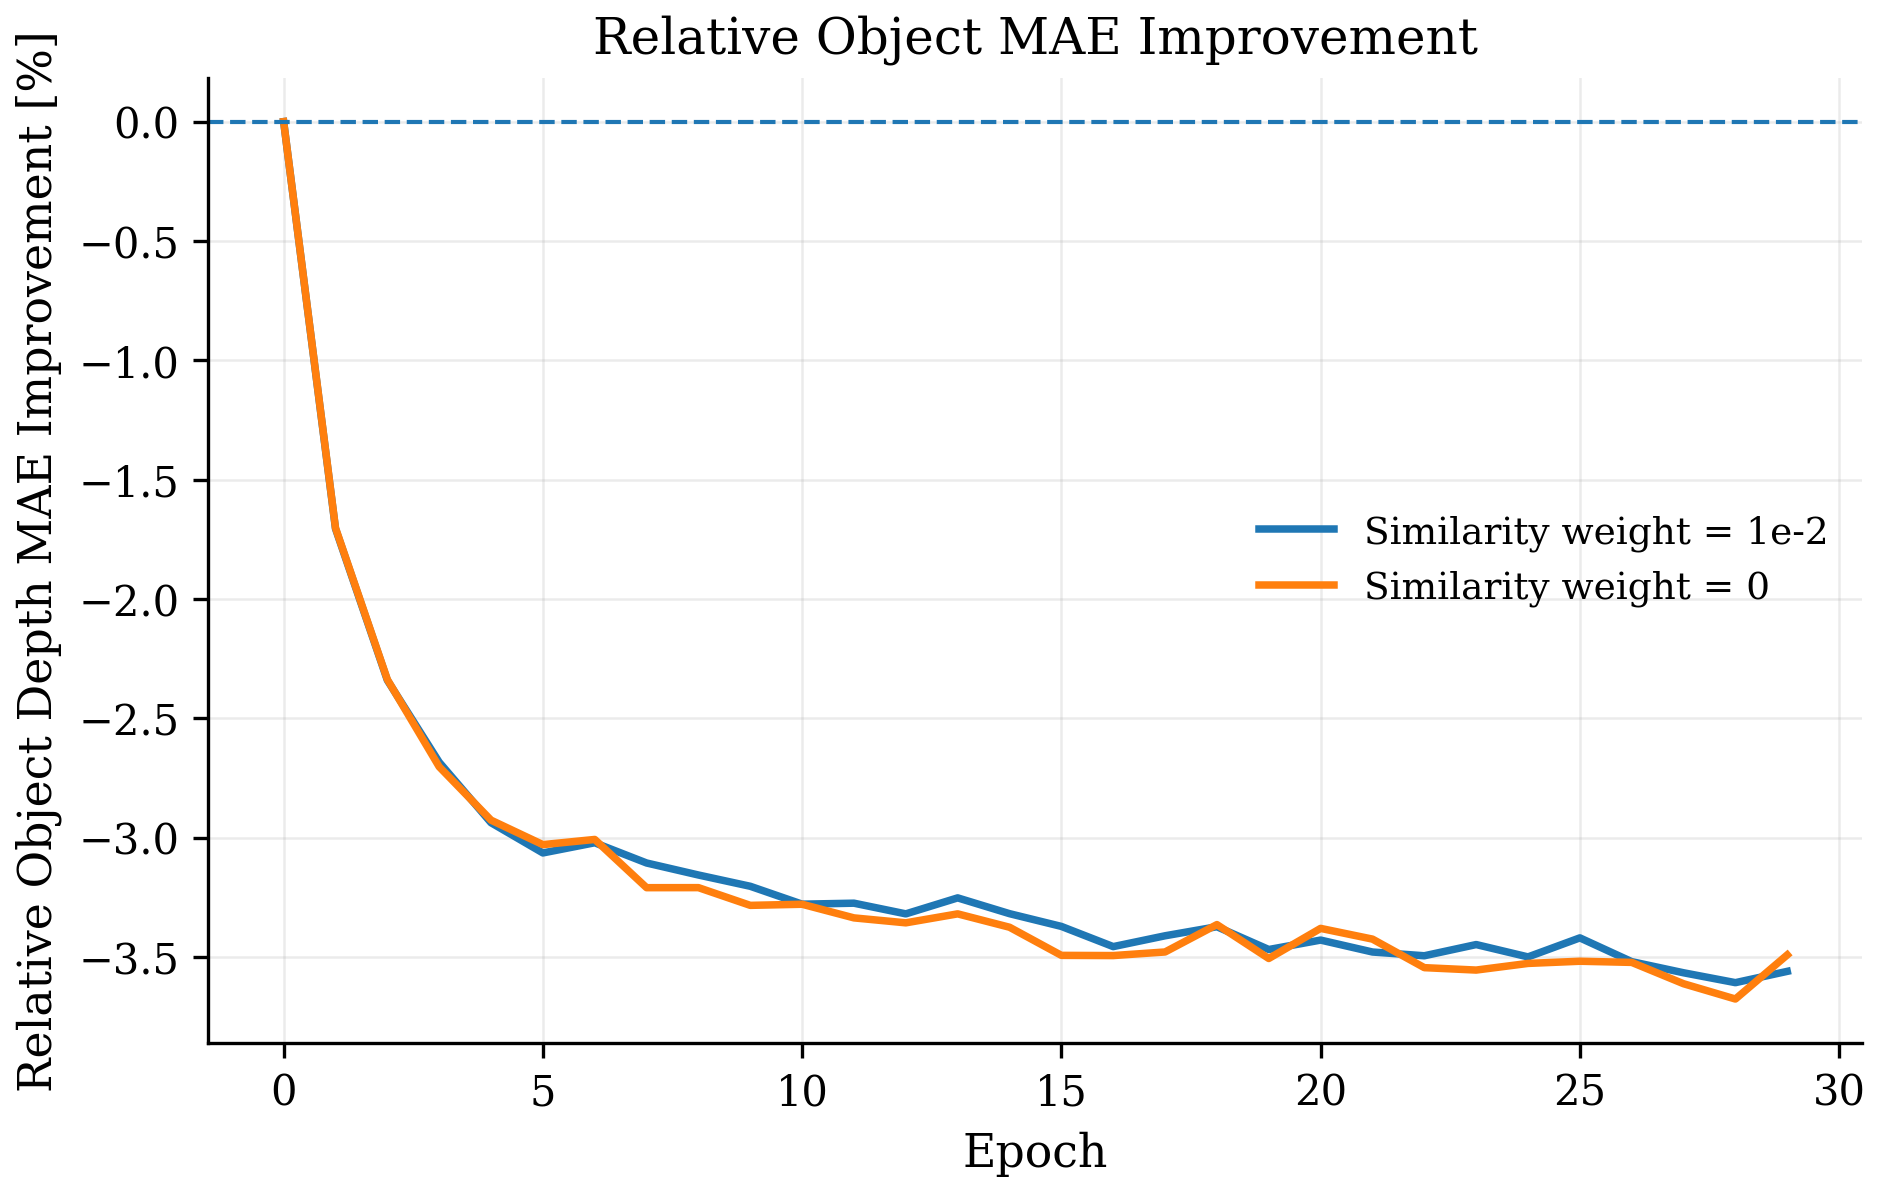 Relative Object MAE Improvement
Relative Object Depth MAE Improvement [%]
0.0
−0.5
−1.0
−1.5
−2.0
−2.5
−3.0
−3.5
Similarity weight = 1e-2
Similarity weight = 0
0 5 10 15 20 25 30
Epoch